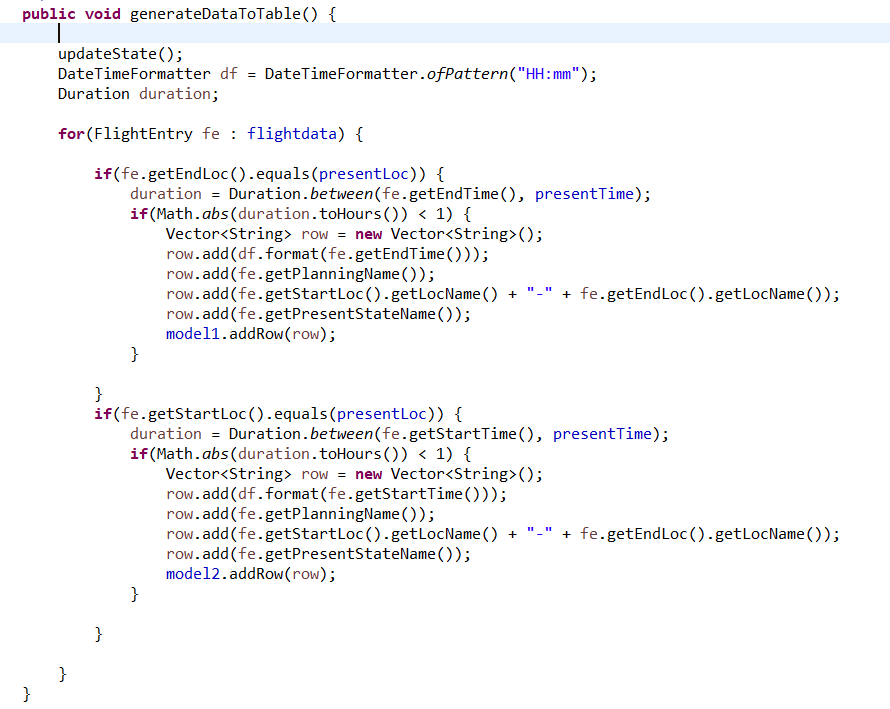 public void generateDataToTable() {
updateState();
DateTimeFormatter df = DateTimeFormatter.ofPattern("HH:mm");
Duration duration;
for(FlightEntry fe : flightdata) {
if(fe.getEndLoc().equals(presentLoc)) {
duration = Duration.between(fe.getEndTime(), presentTime);
if(Math.abs(duration.toHours()) < 1) {
Vector<String> row = new Vector<String>();
row.add(df.format(fe.getEndTime()));
row.add(fe.getPlanningName());
row.add(fe.getStartLoc().getLocName() + "-" + fe.getEndLoc().getLocName());
row.add(fe.getPresentStateName());
model1.addRow(row);
}
}
if(fe.getStartLoc().equals(presentLoc)) {
duration = Duration.between(fe.getStartTime(), presentTime);
if(Math.abs(duration.toHours()) < 1) {
Vector<String> row = new Vector<String>();
row.add(df.format(fe.getStartTime()));
row.add(fe.getPlanningName());
row.add(fe.getStartLoc().getLocName() + "-" + fe.getEndLoc().getLocName());
row.add(fe.getPresentStateName());
model2.addRow(row);
}
}
}
}